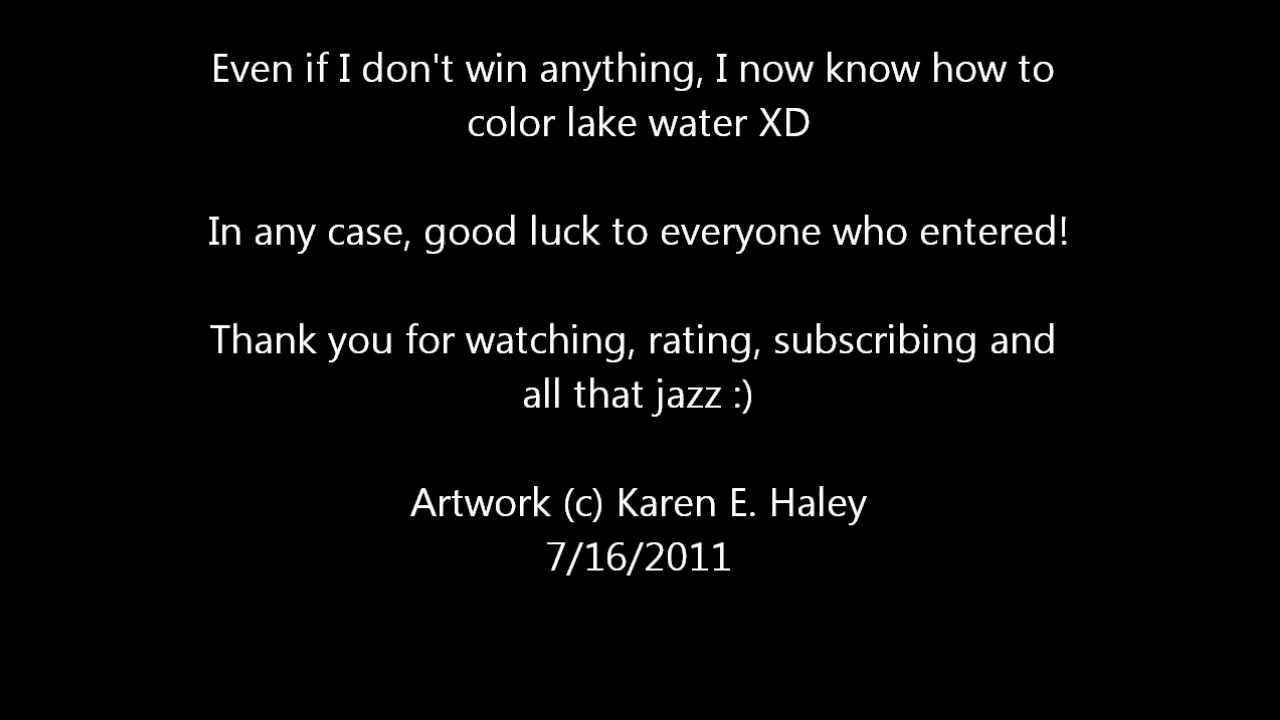 Even if I don't win anything, I now know how to
color lake water XD
In any case, good luck to everyone who entered!
Thank you for watching, rating, subscribing and
all that jazz :)
Artwork (c) Karen E. Haley
7/16/2011